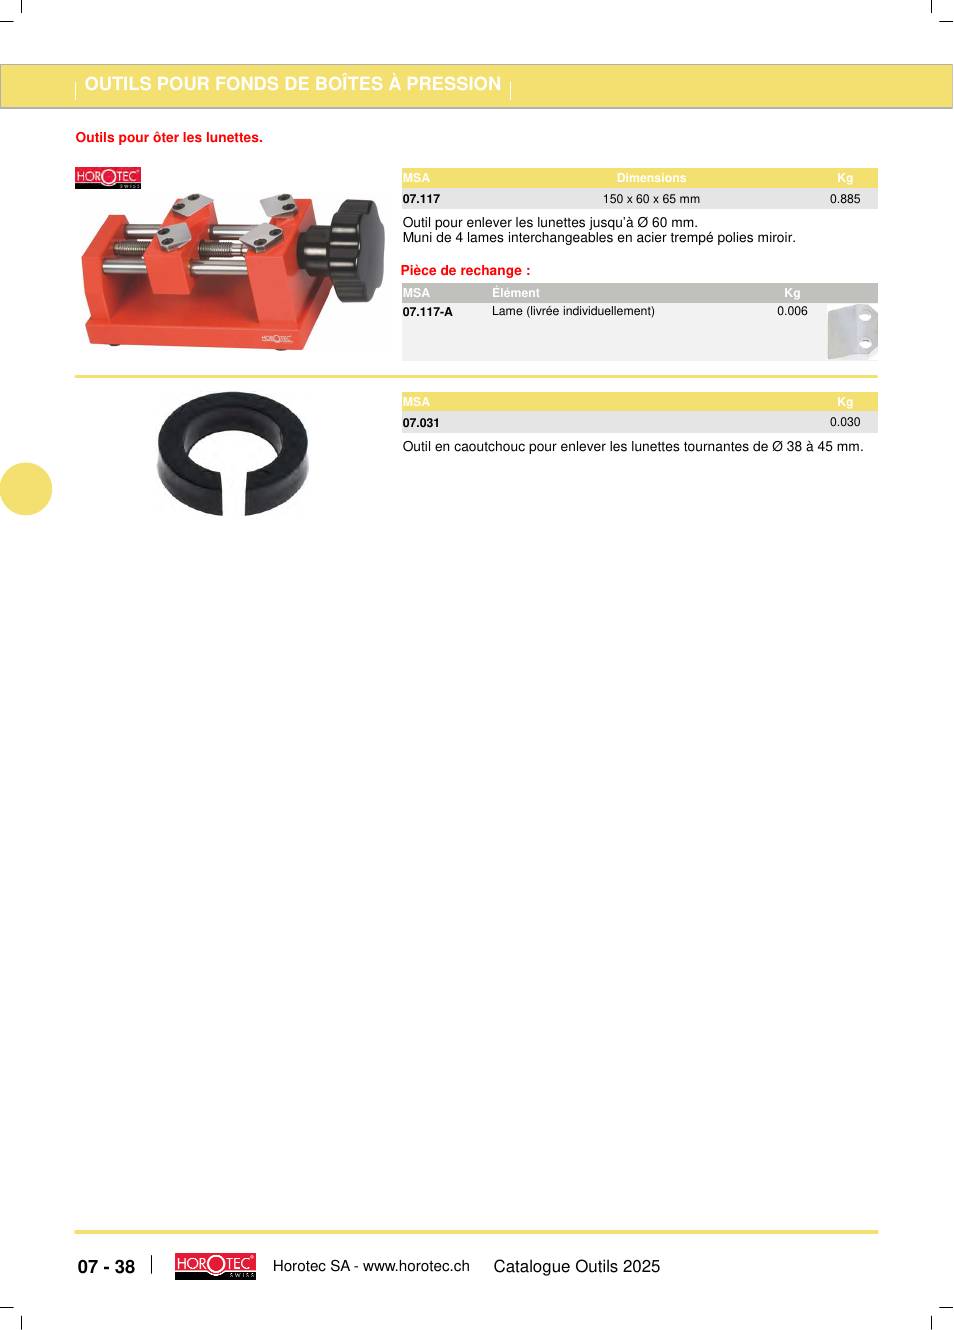 OUTILS POUR FONDS DE BOÎTES À PRESSION
Outils pour ôter les lunettes.
HOROTEC®
SWISS
MSA Dimensions Kg
07.117 150 x 60 x 65 mm 0.885
Outil pour enlever les lunettes jusqu'à Ø 60 mm.
Muni de 4 lames interchangeables en acier trempé polies miroir.
Pièce de rechange :
MSA Élément Kg
07.117-A Lame (livrée individuellement) 0.006
HOROTEC
MSA Kg
07.031 0.030
Outil en caoutchouc pour enlever les lunettes tournantes de Ø 38 à 45 mm.
07 - 38 HOROTEC® SWISS Horotec SA - www.horotec.ch Catalogue Outils 2025